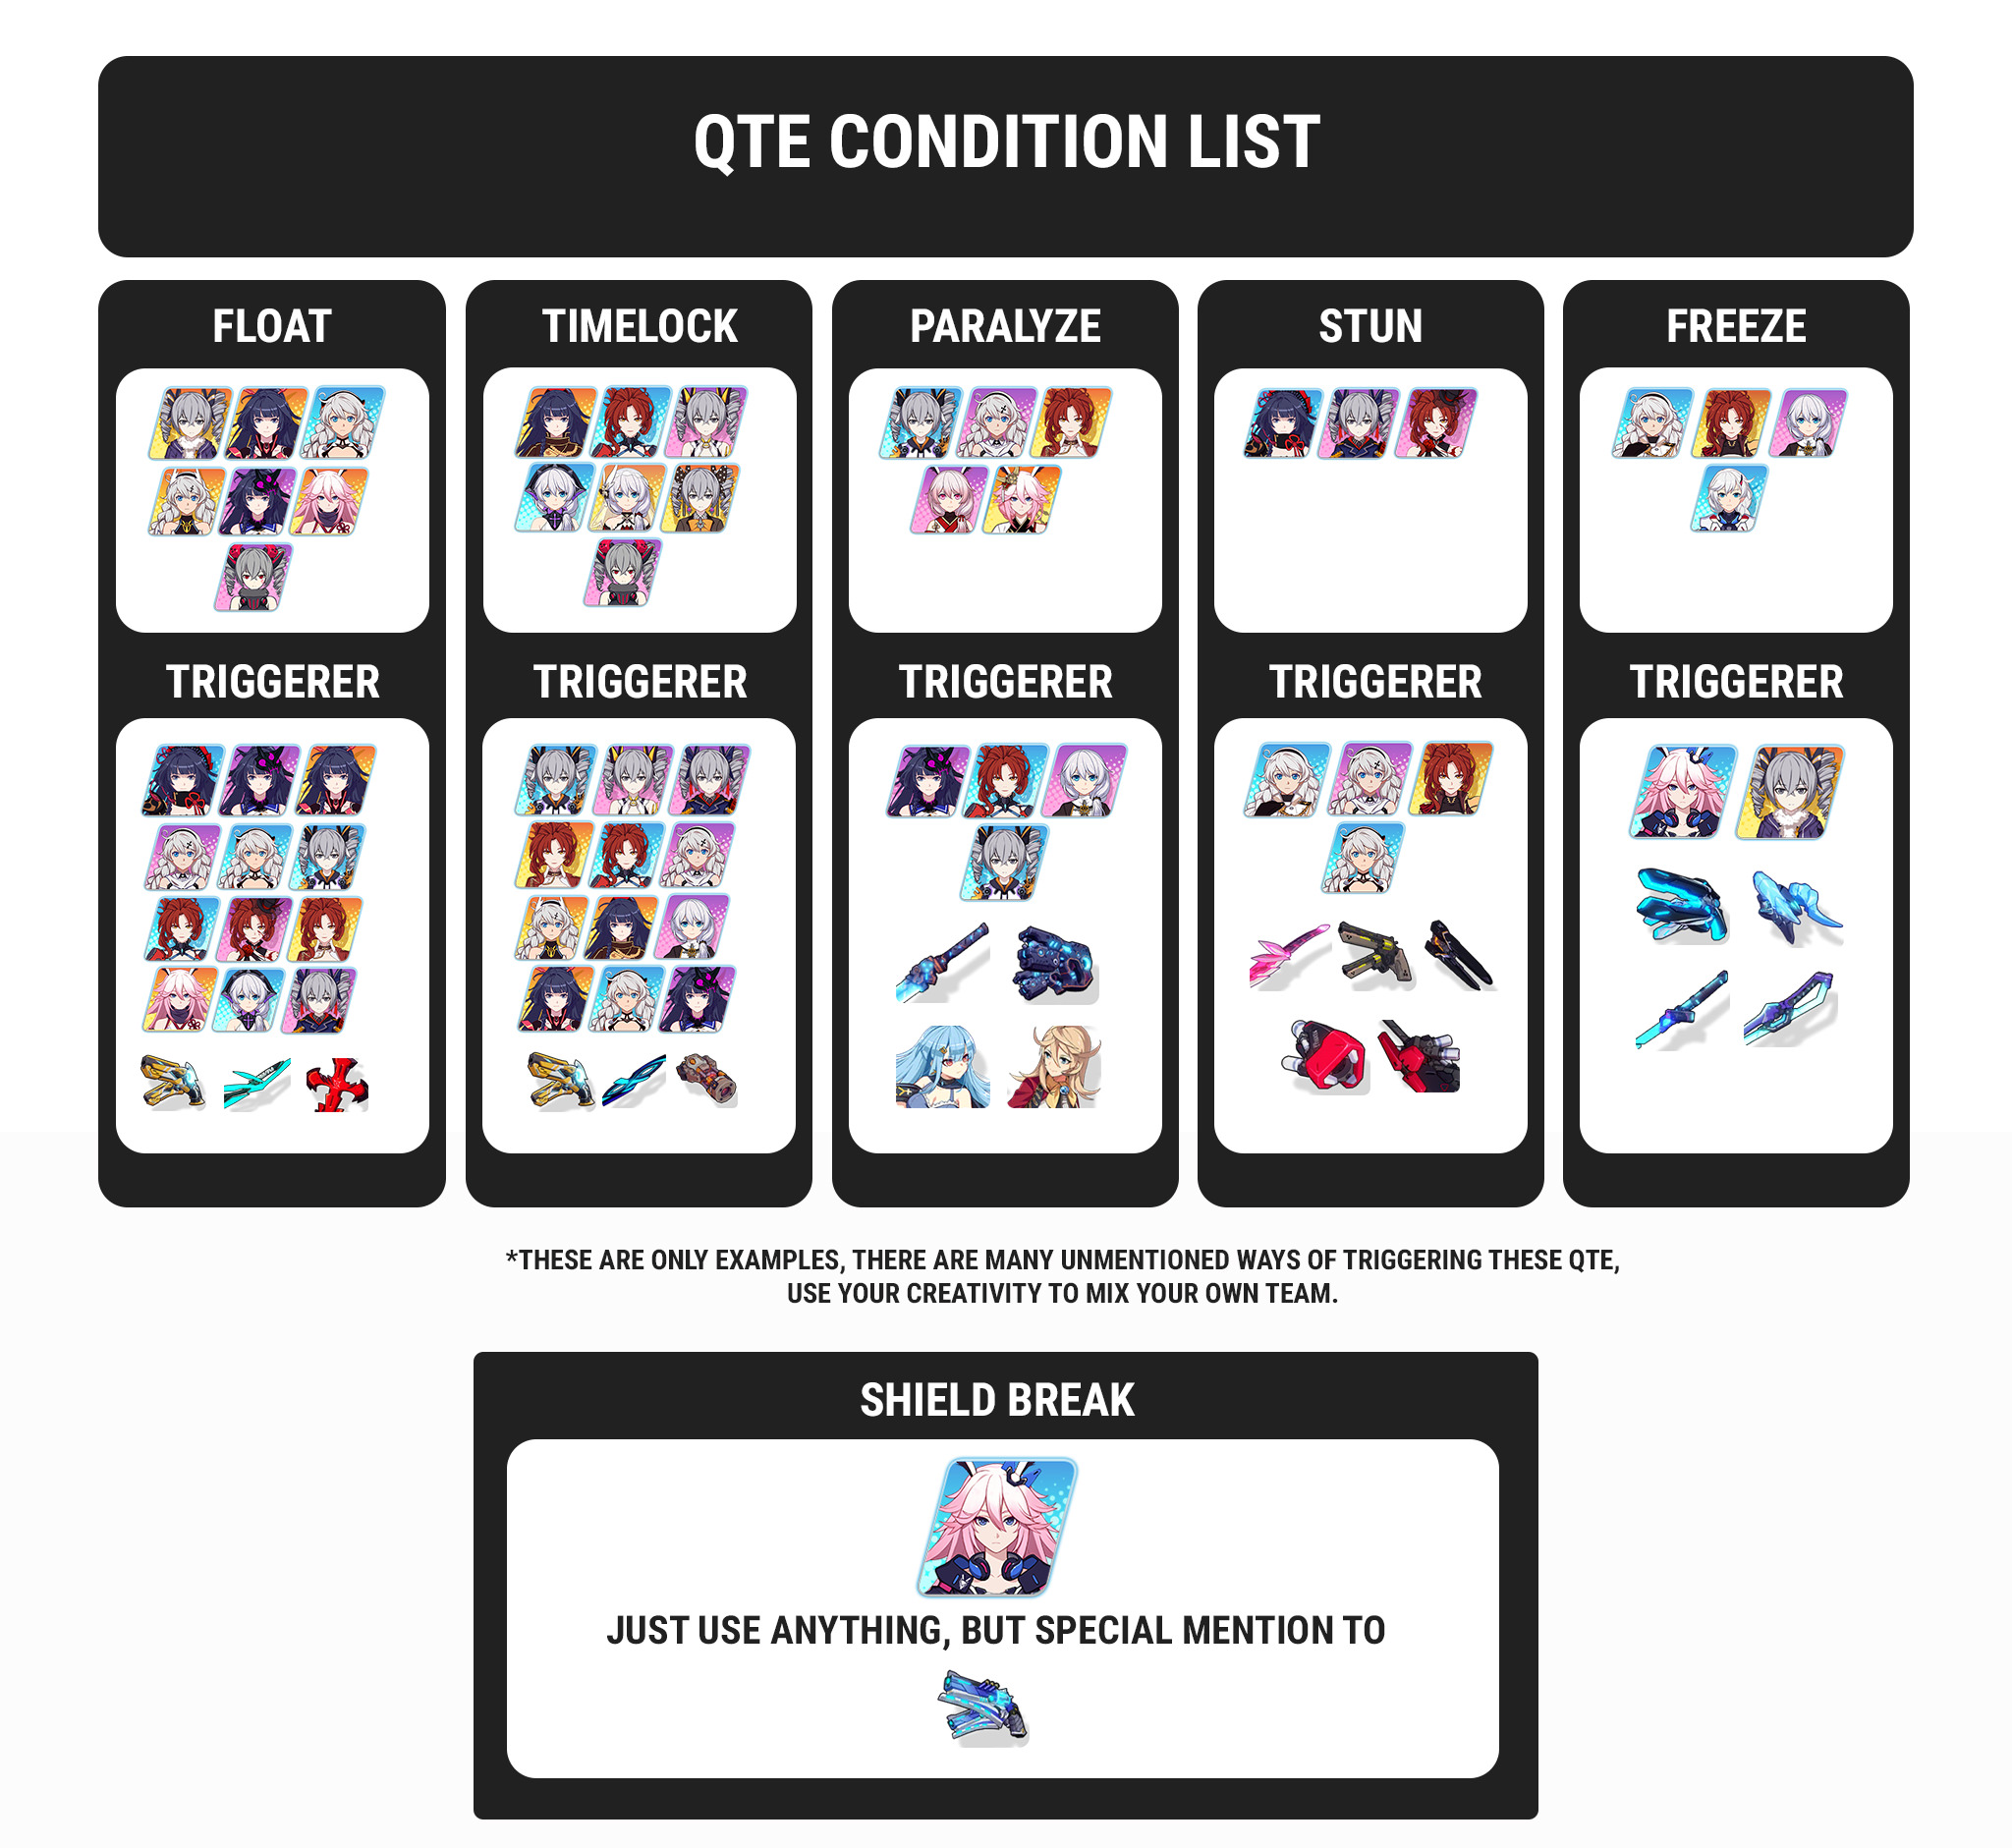 QTE CONDITION LIST
FLOAT
TIMELOCK
PARALYZE
STUN
FREEZE
TRIGGERER
TRIGGERER
TRIGGERER
TRIGGERER
TRIGGERER
*THESE ARE ONLY EXAMPLES, THERE ARE MANY UNMENTIONED WAYS OF TRIGGERING THESE QTE,
USE YOUR CREATIVITY TO MIX YOUR OWN TEAM.
SHIELD BREAK
JUST USE ANYTHING, BUT SPECIAL MENTION TO